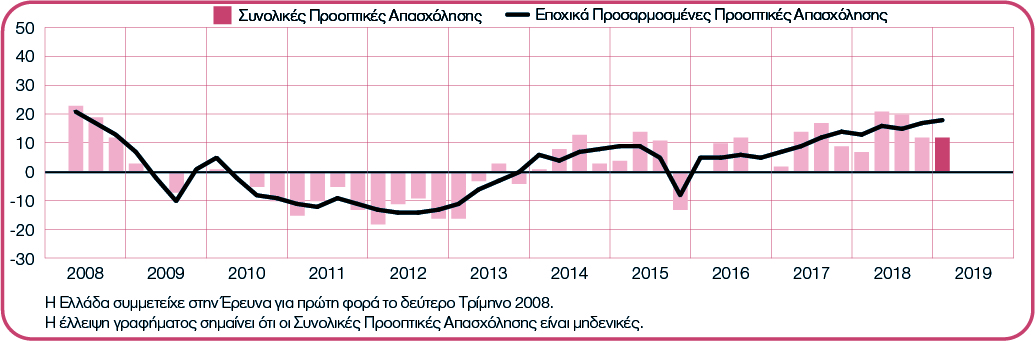 Συνολικές Προοπτικές Απασχόλησης Εποχικά Προσαρμοσμένες Προοπτικές Απασχόλησης
50
40
30
20
10
0
-10
-20
-30
2008 2009 2010 2011 2012 2013 2014 2015 2016 2017 2018 2019
Η Ελλάδα συμμετείχε στην Έρευνα για πρώτη φορά το δεύτερο Τρίμηνο 2008.
Η έλλειψη γραφήματος σημαίνει ότι οι Συνολικές Προοπτικές Απασχόλησης είναι μηδενικές.